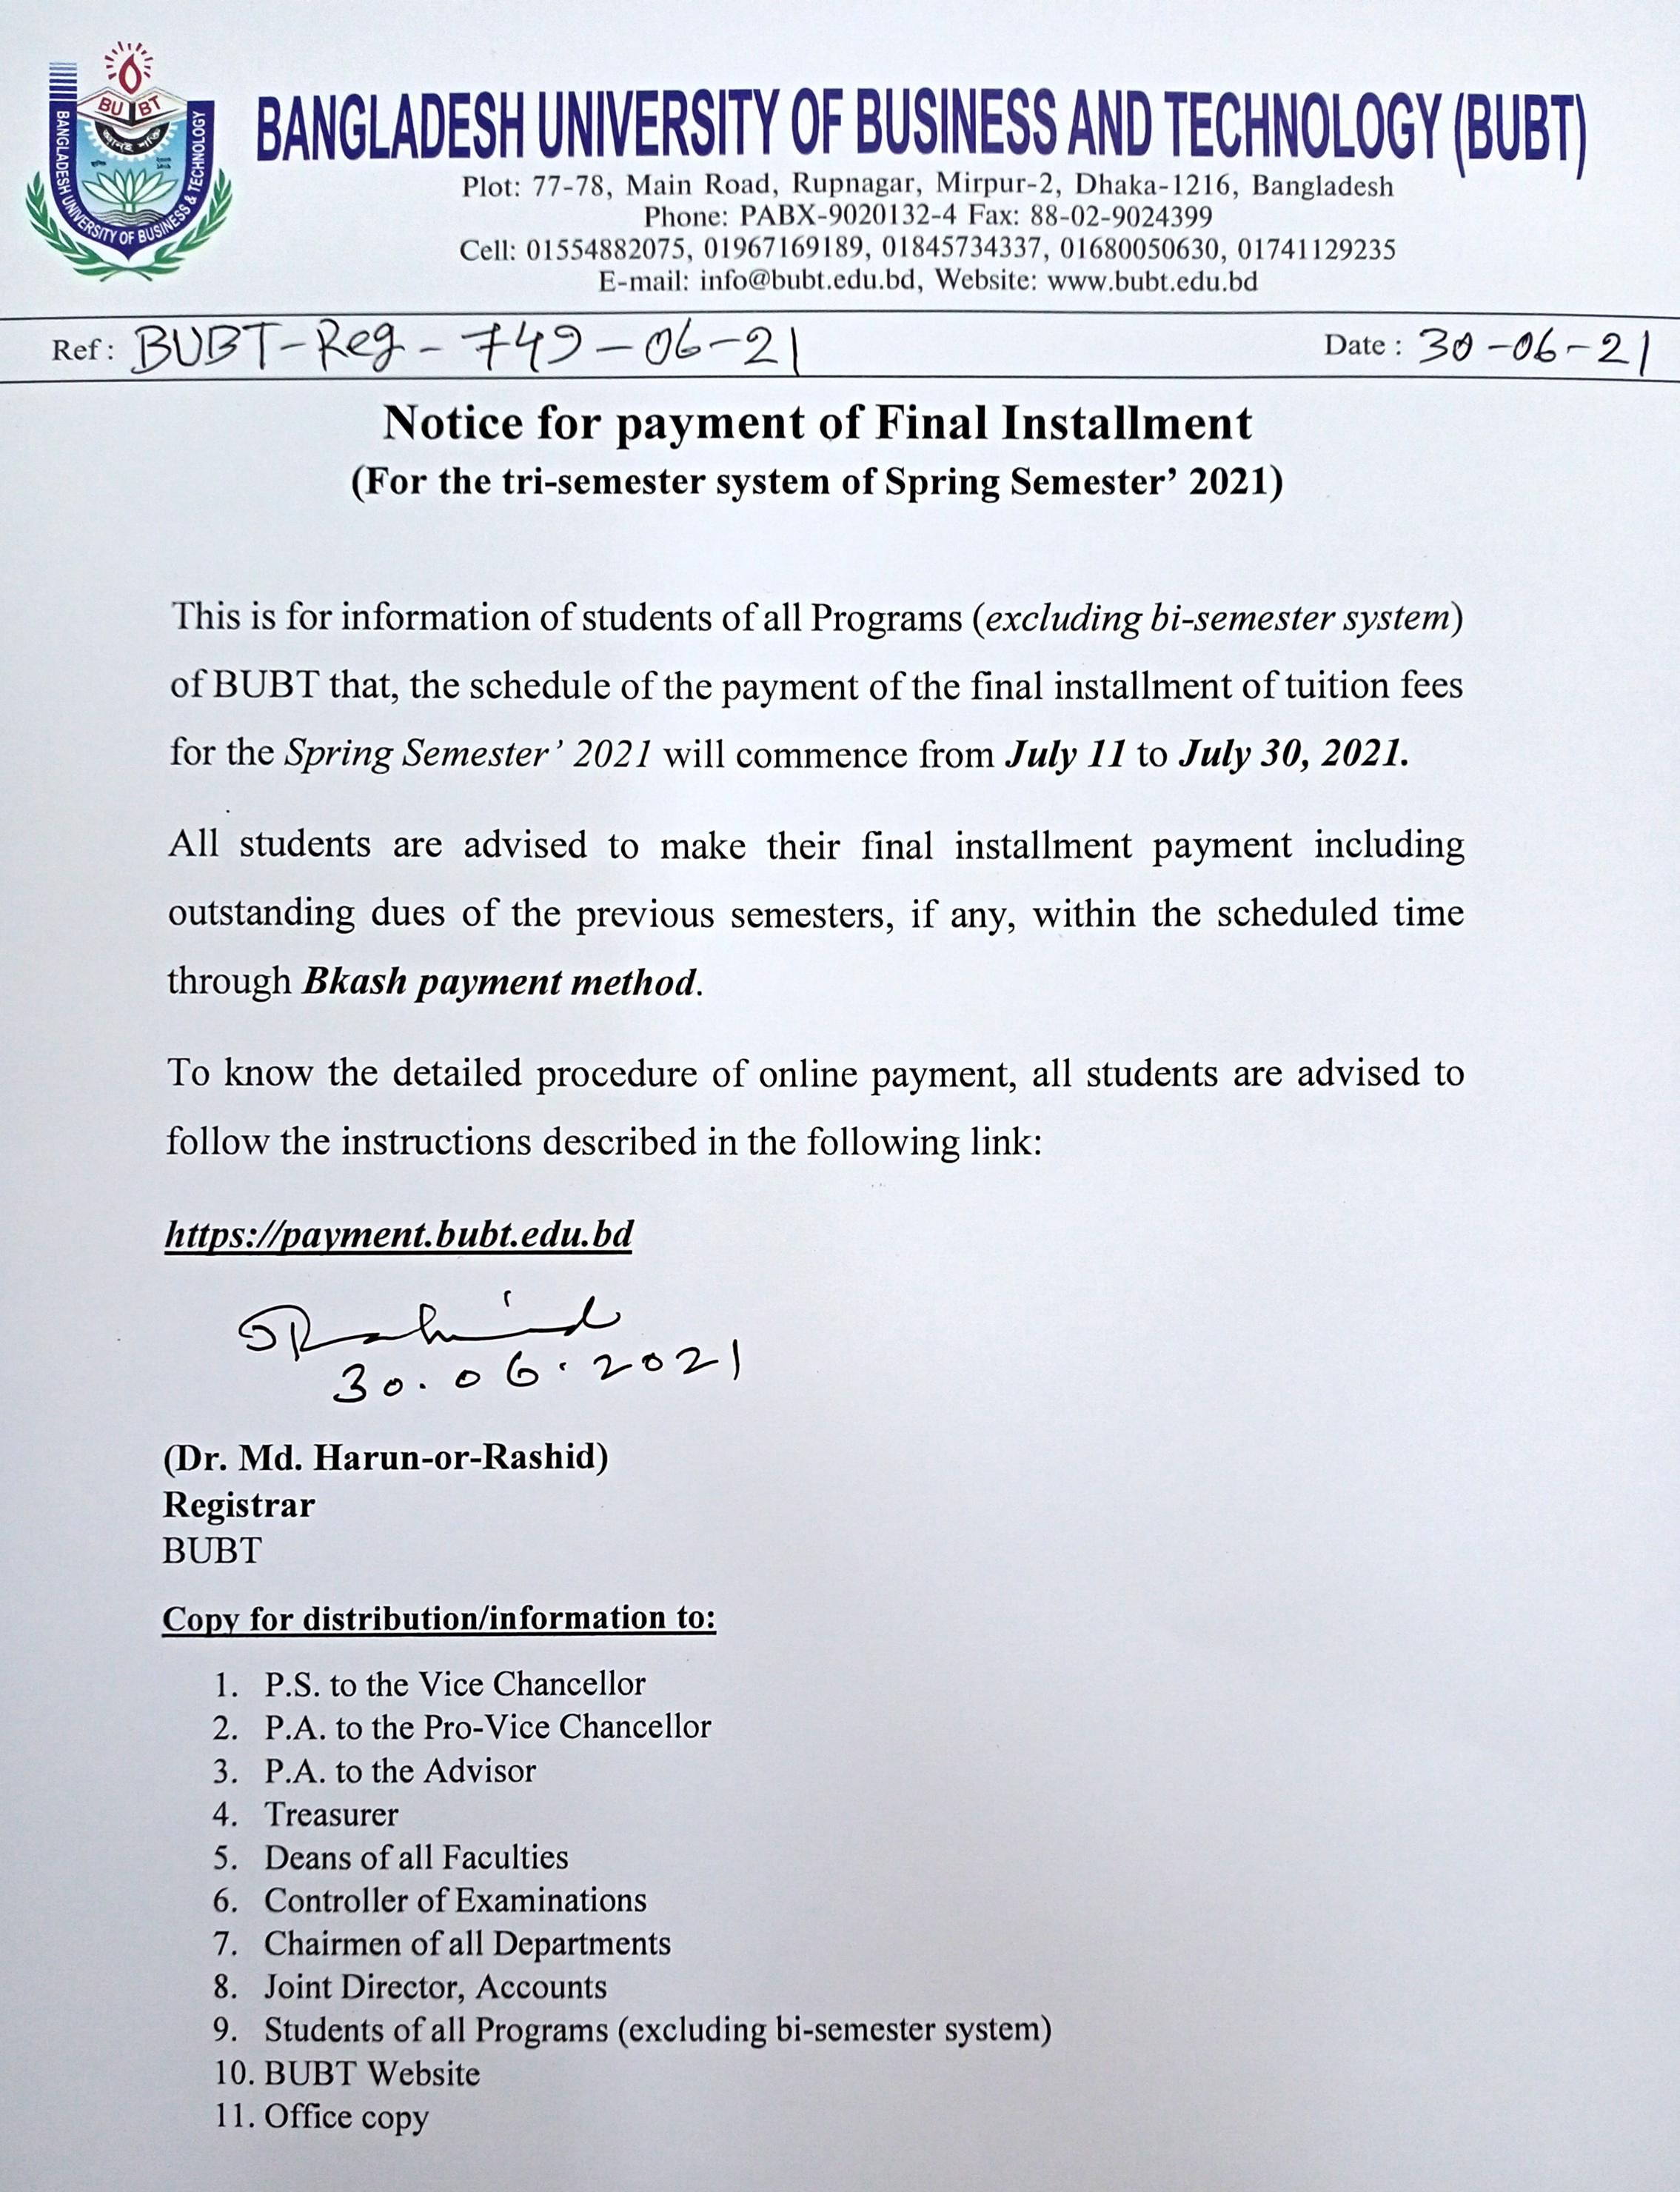 BU BT
BANGLADESH UNIVERSITY OF BUSINESS & TECHNOLOGY
BANGLADESH UNIVERSITY OF BUSINESS AND TECHNOLOGY (BUBT)
Plot: 77-78, Main Road, Rupnagar, Mirpur-2, Dhaka-1216, Bangladesh
Phone: PABX-9020132-4 Fax: 88-02-9024399
Cell: 01554882075, 01967169189, 01845734337, 01680050630, 01741129235
E-mail: info@bubt.edu.bd, Website: www.bubt.edu.bd
Ref: BUBT-Reg-749-06-21 Date: 30-06-21
Notice for payment of Final Installment
(For the tri-semester system of Spring Semester’ 2021)
This is for information of students of all Programs (excluding bi-semester system)
of BUBT that, the schedule of the payment of the final installment of tuition fees
for the Spring Semester’ 2021 will commence from July 11 to July 30, 2021.
All students are advised to make their final installment payment including
outstanding dues of the previous semesters, if any, within the scheduled time
through Bkash payment method.
To know the detailed procedure of online payment, all students are advised to
follow the instructions described in the following link:
https://payment.bubt.edu.bd
30.06.2021
(Dr. Md. Harun-or-Rashid)
Registrar
BUBT
Copy for distribution/information to:
1. P.S. to the Vice Chancellor
2. P.A. to the Pro-Vice Chancellor
3. P.A. to the Advisor
4. Treasurer
5. Deans of all Faculties
6. Controller of Examinations
7. Chairmen of all Departments
8. Joint Director, Accounts
9. Students of all Programs (excluding bi-semester system)
10. BUBT Website
11. Office copy